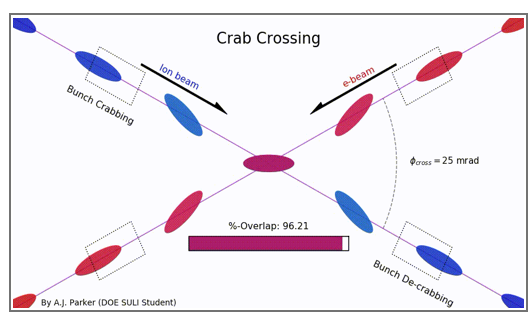 Crab Crossing
Ion beam
e-beam
Bunch Crabbing
ϕcross = 25 mrad
%-Overlap: 96.21
Bunch De-crabbing
By A.J. Parker (DOE SULI Student)